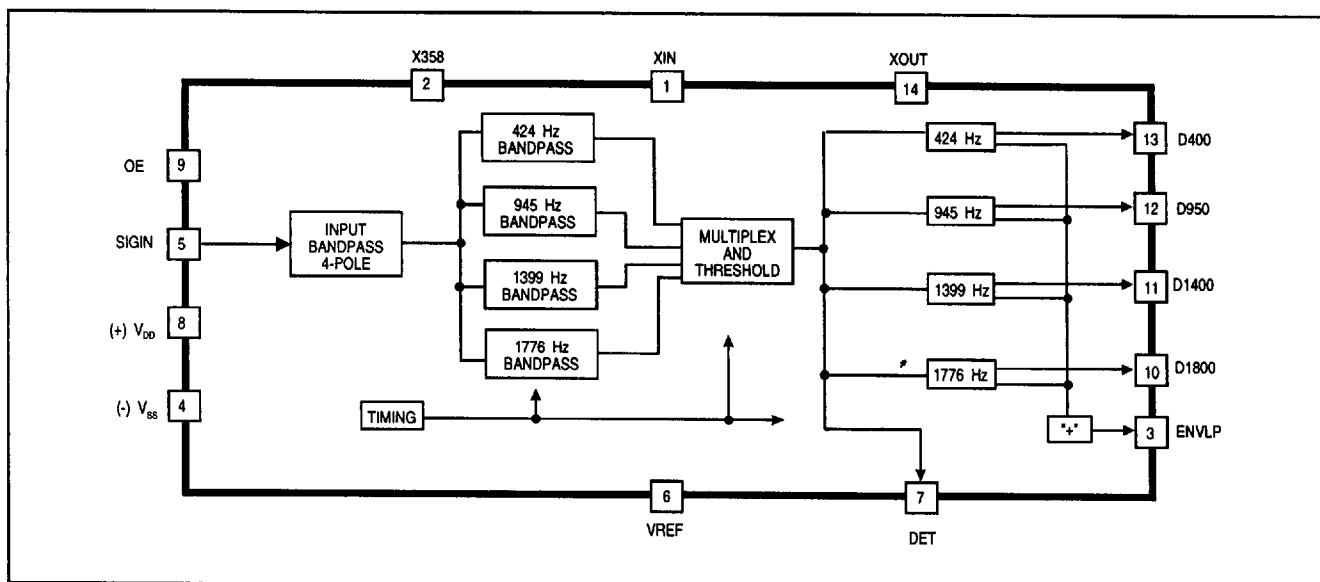 X358
XIN
XOUT
2
1
14
424 Hz
BANDPASS
945 Hz
BANDPASS
1399 Hz
BANDPASS
1776 Hz
BANDPASS
OE
9
SIGIN
5
INPUT
BANDPASS
4-POLE
(+) VDD
8
(-) VSS
4
TIMING
MULTIPLEX
AND
THRESHOLD
424 Hz
13
D400
945 Hz
12
D950
1399 Hz
11
D1400
1776 Hz
10
D1800
"+"
3
ENVLP
6
VREF
7
DET